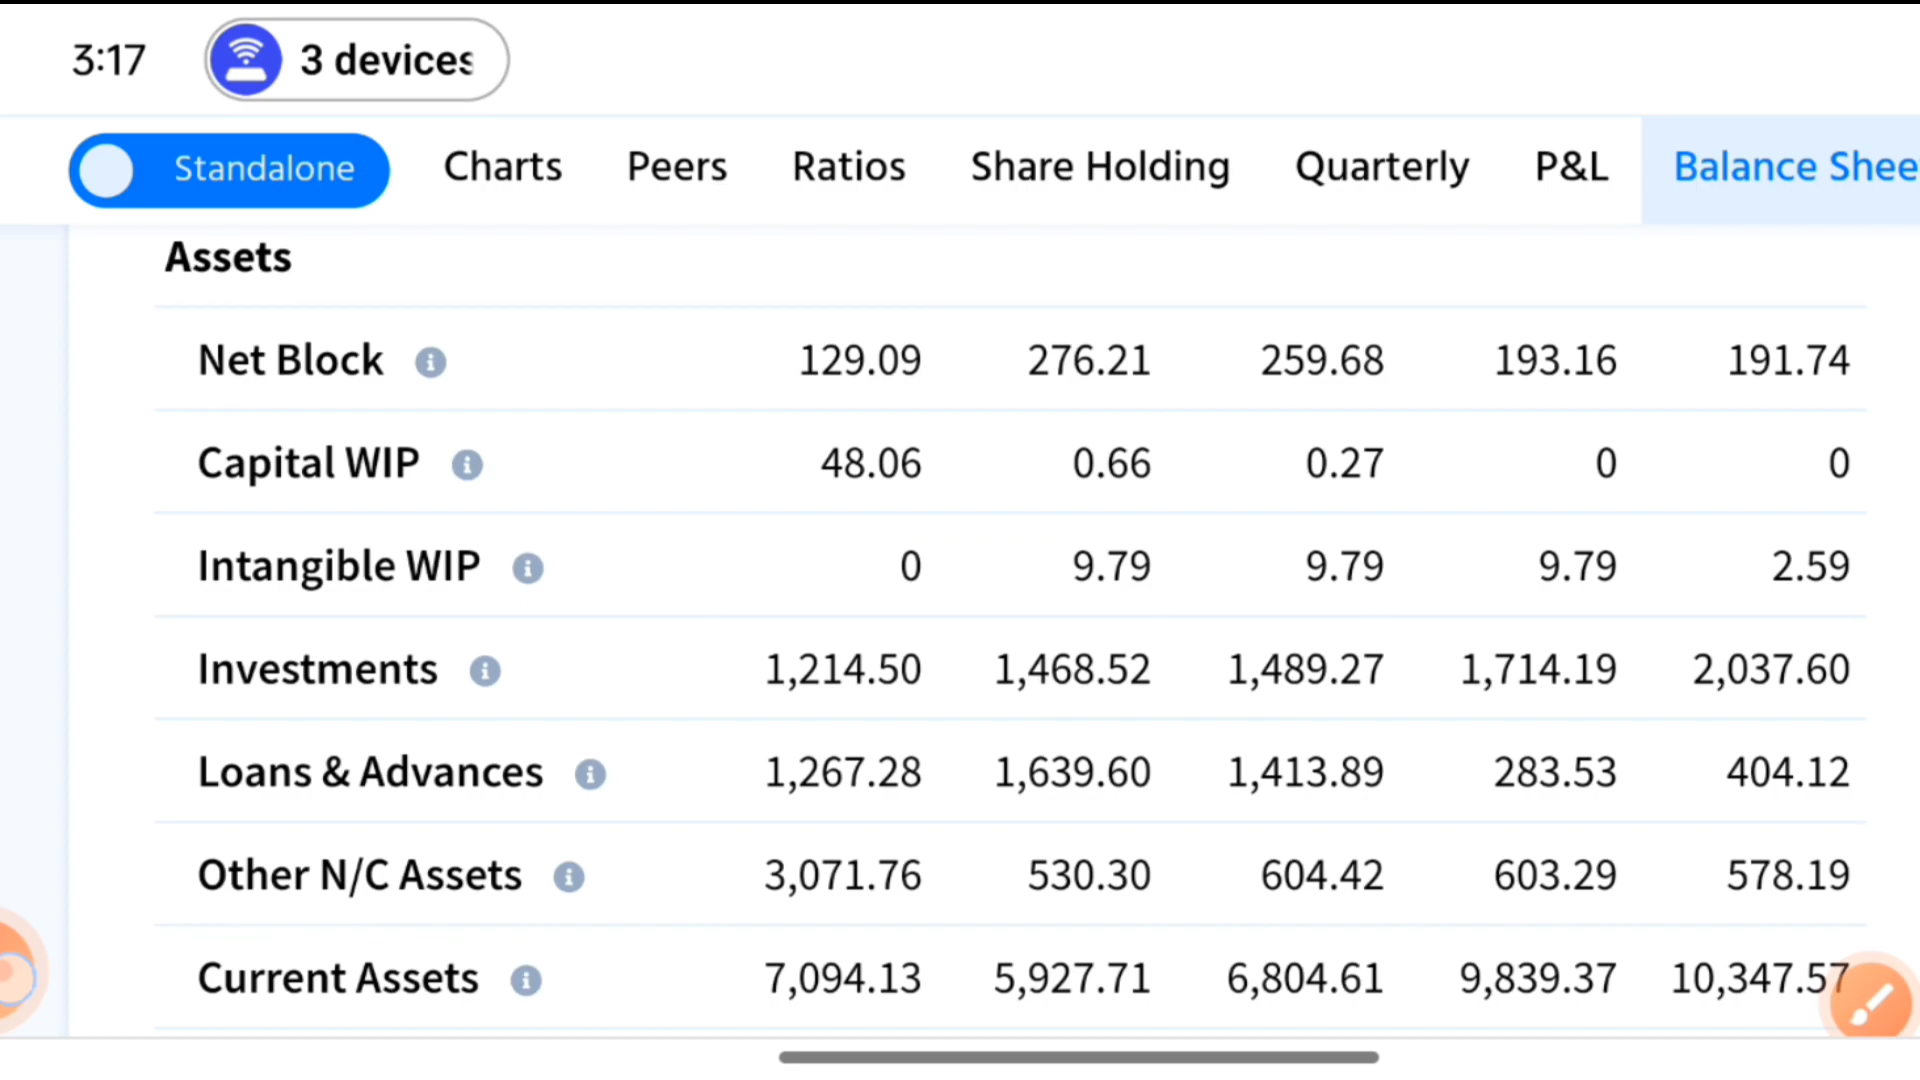 3:17 3 devices
Standalone Charts Peers Ratios Share Holding Quarterly P&L Balance Shee
Assets
Net Block 129.09 276.21 259.68 193.16 191.74
Capital WIP 48.06 0.66 0.27 0 0
Intangible WIP 0 9.79 9.79 9.79 2.59
Investments 1,214.50 1,468.52 1,489.27 1,714.19 2,037.60
Loans & Advances 1,267.28 1,639.60 1,413.89 283.53 404.12
Other N/C Assets 3,071.76 530.30 604.42 603.29 578.19
Current Assets 7,094.13 5,927.71 6,804.61 9,839.37 10,347.57